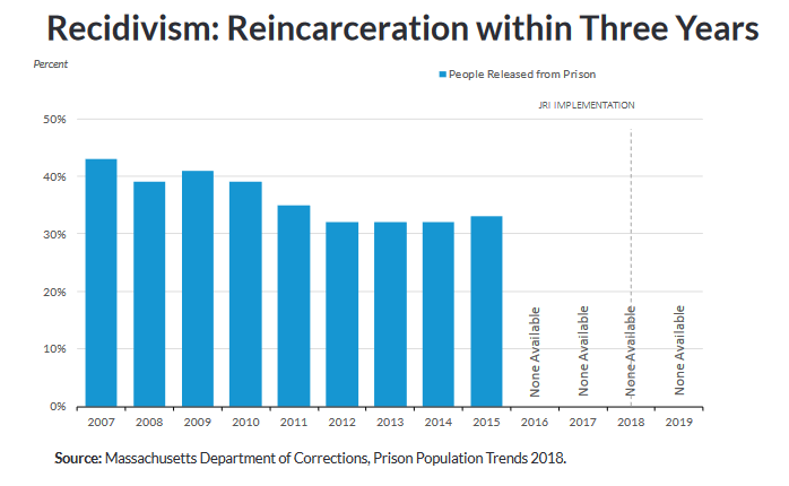 Recidivism: Reincarceration within Three Years
Percent
People Released from Prison
JRI IMPLEMENTATION
50%
40%
30%
20%
10%
0%
None Available
None Available
None Available
None Available
2007 2008 2009 2010 2011 2012 2013 2014 2015 2016 2017 2018 2019
Source: Massachusetts Department of Corrections, Prison Population Trends 2018.